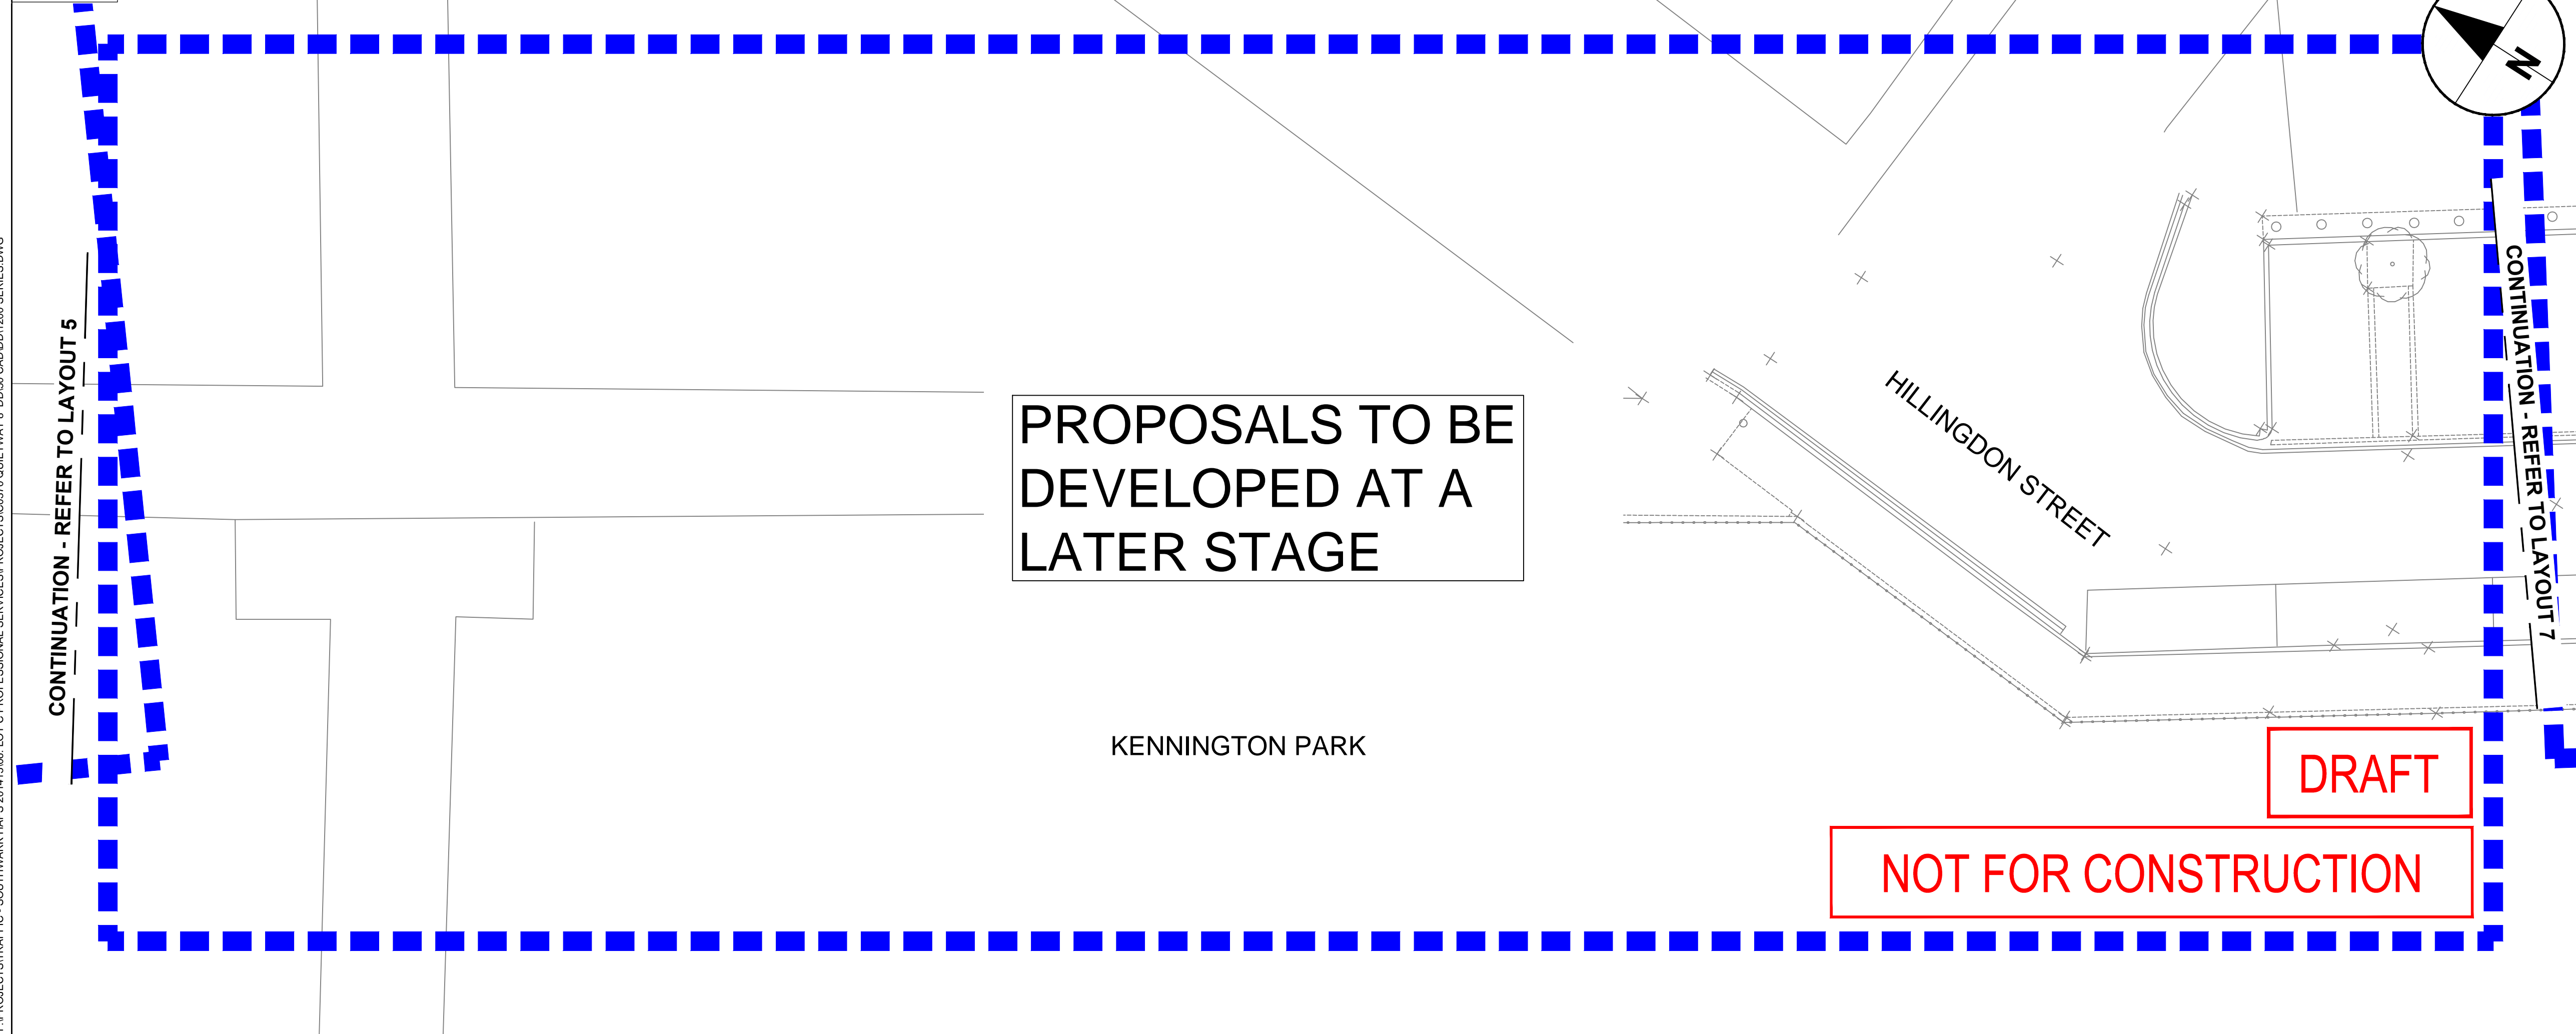 N
CONTINUATION - REFER TO LAYOUT 5
PROPOSALS TO BE
DEVELOPED AT A
LATER STAGE
HILLINGDON STREET
CONTINUATION - REFER TO LAYOUT 7
KENNINGTON PARK
DRAFT
NOT FOR CONSTRUCTION